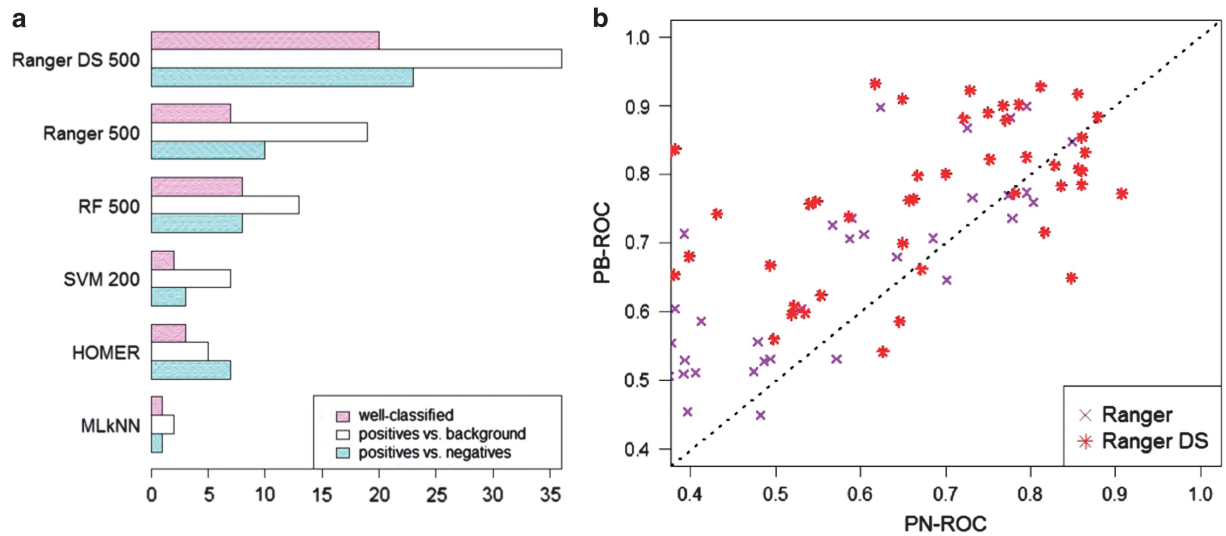 a
Ranger DS 500
Ranger 500
RF 500
SVM 200
HOMER
MLkNN
well-classified
positives vs. background
positives vs. negatives
0 5 10 15 20 25 30 35
b
PB-ROC
1.0
0.9
0.8
0.7
0.6
0.5
0.4
Ranger
Ranger DS
0.4 0.5 0.6 0.7 0.8 0.9 1.0
PN-ROC